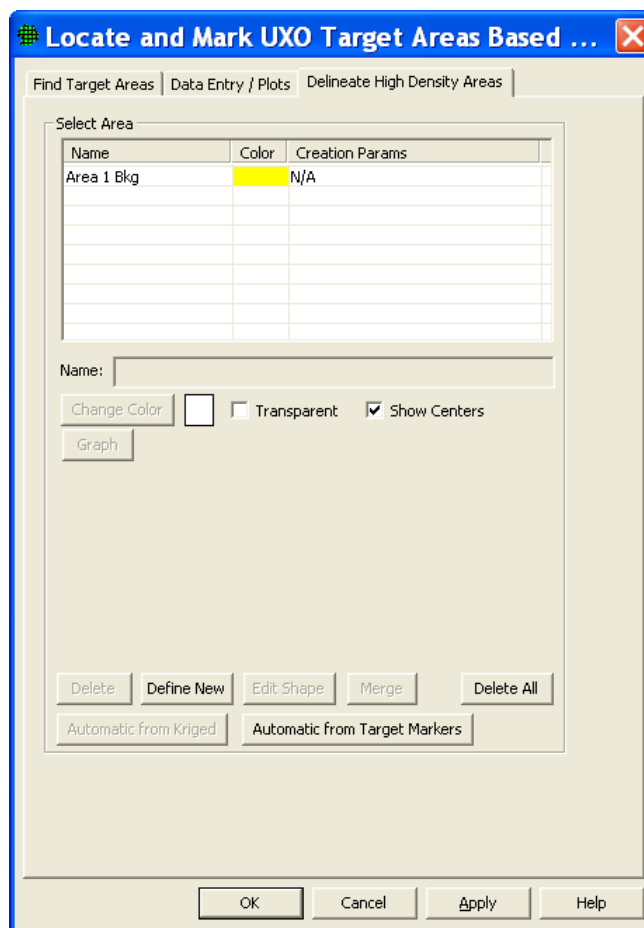 Locate and Mark UXO Target Areas Based ...
Find Target Areas Data Entry / Plots Delineate High Density Areas
Select Area
Name Color Creation Params
Area 1 Bkg N/A
Name:
Change Color Transparent Show Centers
Graph
Delete Define New Edit Shape Merge Delete All
Automatic from Kriged Automatic from Target Markers
OK Cancel Apply Help